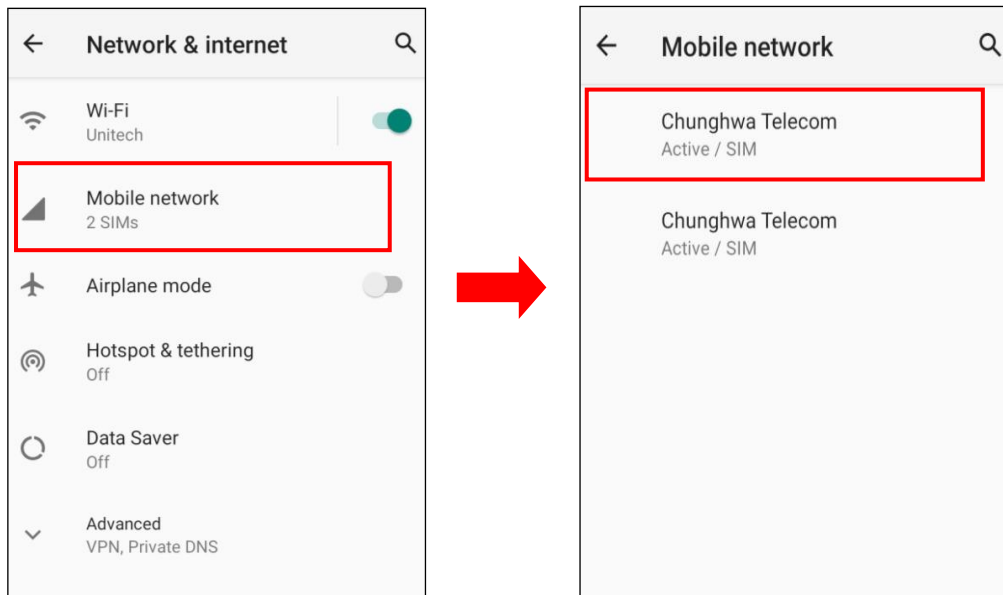 Network & internet
Wi-Fi
Unitech
Mobile network
2 SIMs
Airplane mode
Hotspot & tethering
Off
Data Saver
Off
Advanced
VPN, Private DNS
Mobile network
Chunghwa Telecom
Active / SIM
Chunghwa Telecom
Active / SIM